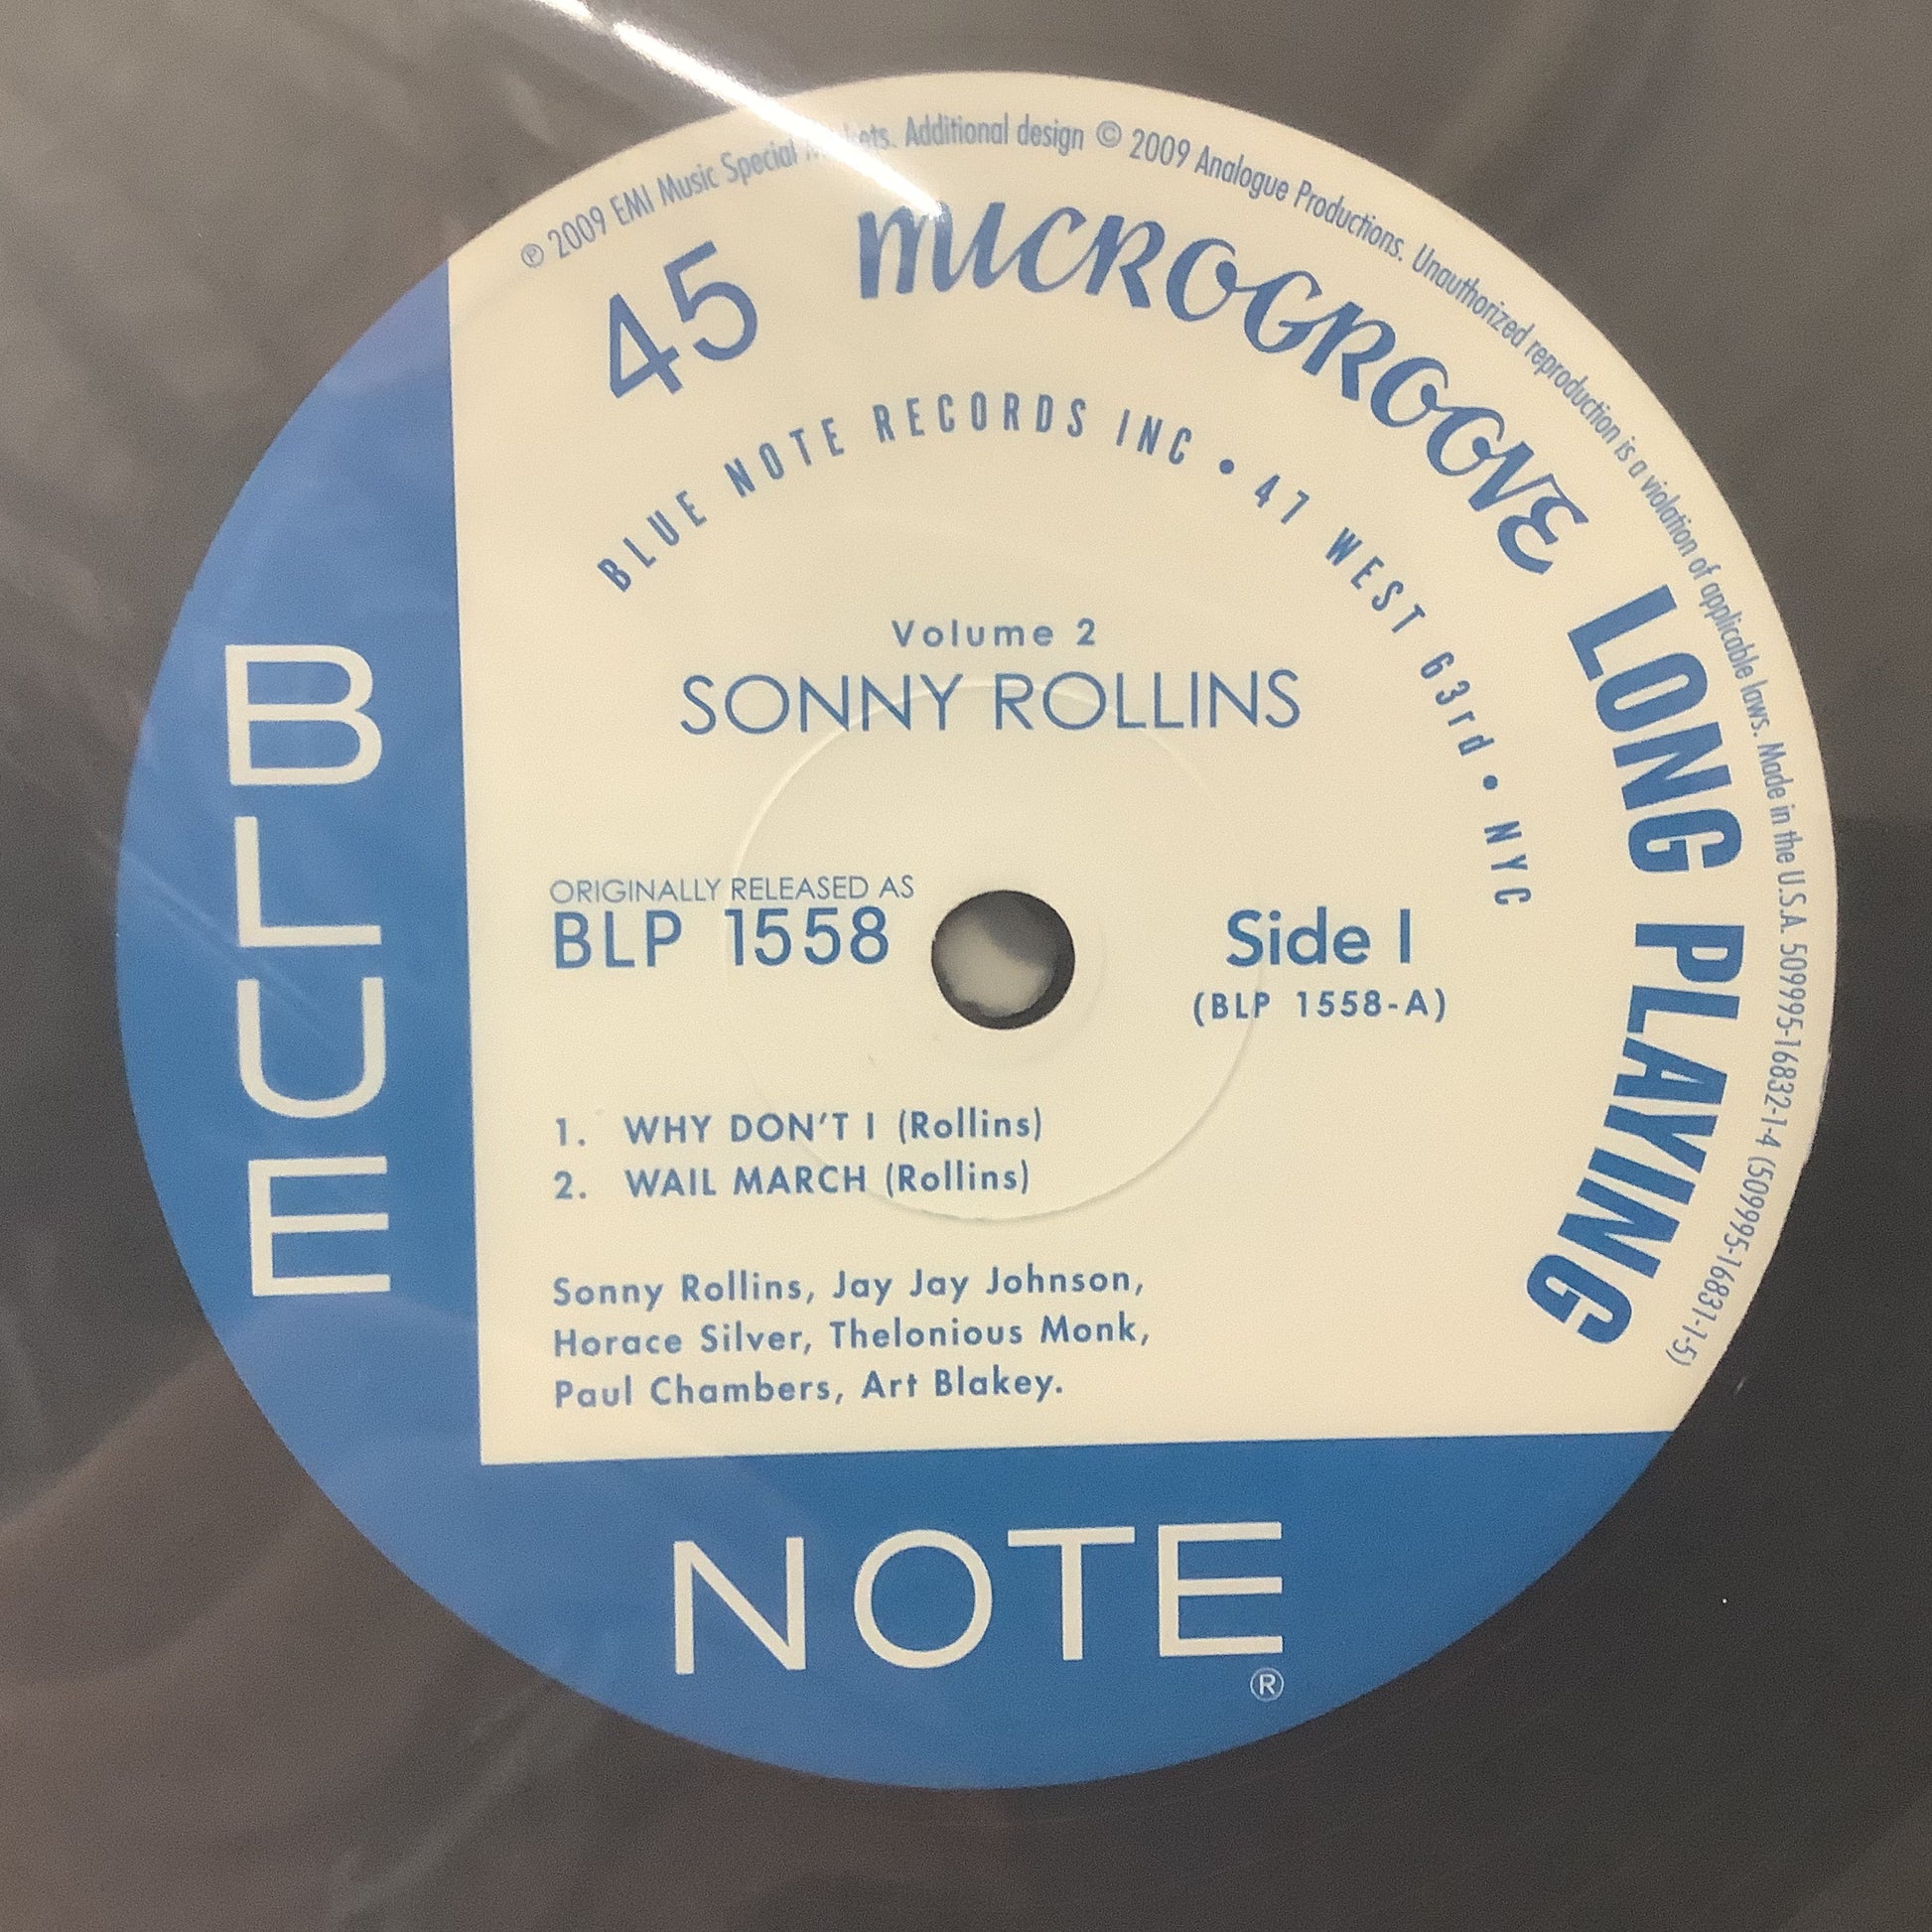 ℗ 2009 EMI Music Special Markets. Additional design © 2009 Analogue Productions. Unauthorized reproduction is a violation of applicable laws. Made in the U.S.A. 509995-16832-1-4 (509995-16831-1-5)
45 MICROGROOVE LONG PLAYING
BLUE NOTE RECORDS INC • 47 WEST 63rd • NYC
Volume 2
SONNY ROLLINS
ORIGINALLY RELEASED AS
BLP 1558
Side 1
(BLP 1558-A)
1. WHY DON'T I (Rollins)
2. WAIL MARCH (Rollins)
Sonny Rollins, Jay Jay Johnson,
Horace Silver, Thelonious Monk,
Paul Chambers, Art Blakey.
BLUE
NOTE
®